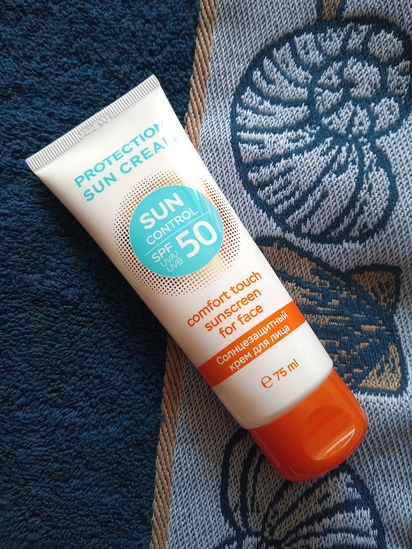 PROTECTION
SUN CREAM
SUN
CONTROL
SPF
UVA/
UVB
50
comfort touch
sunscreen
for face
Солнцезащитный
крем для лица
℮ 75 ml